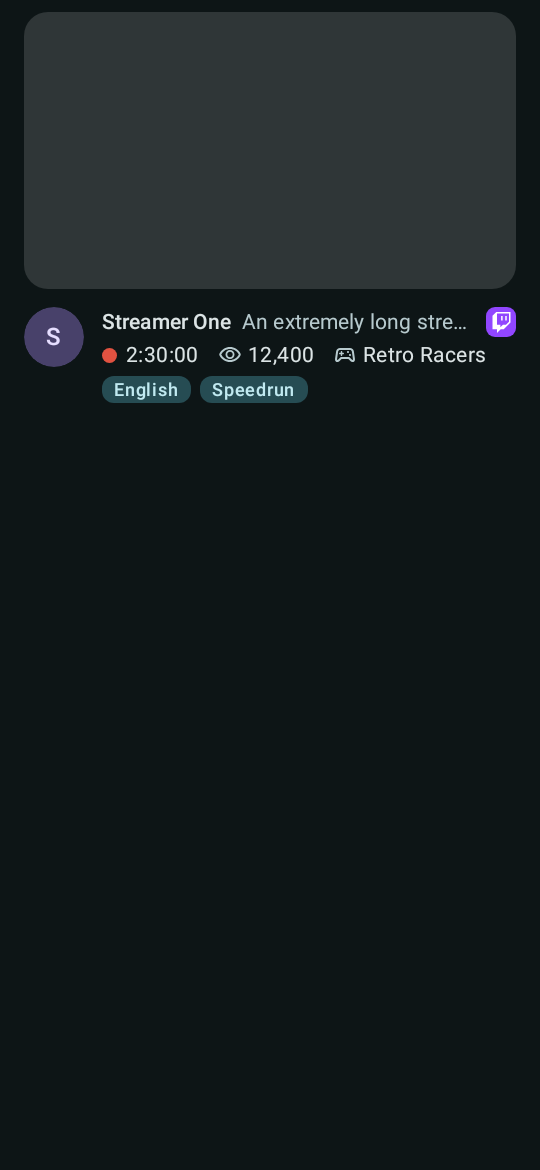 S
Streamer One An extremely long stre…
2:30:00 12,400 Retro Racers
English Speedrun